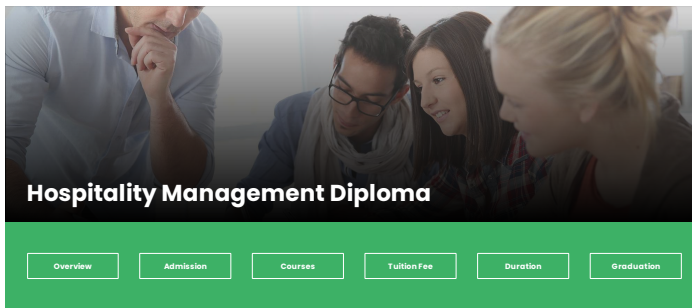 Hospitality Management Diploma
Overview Admission Courses Tuition Fee Duration Graduation